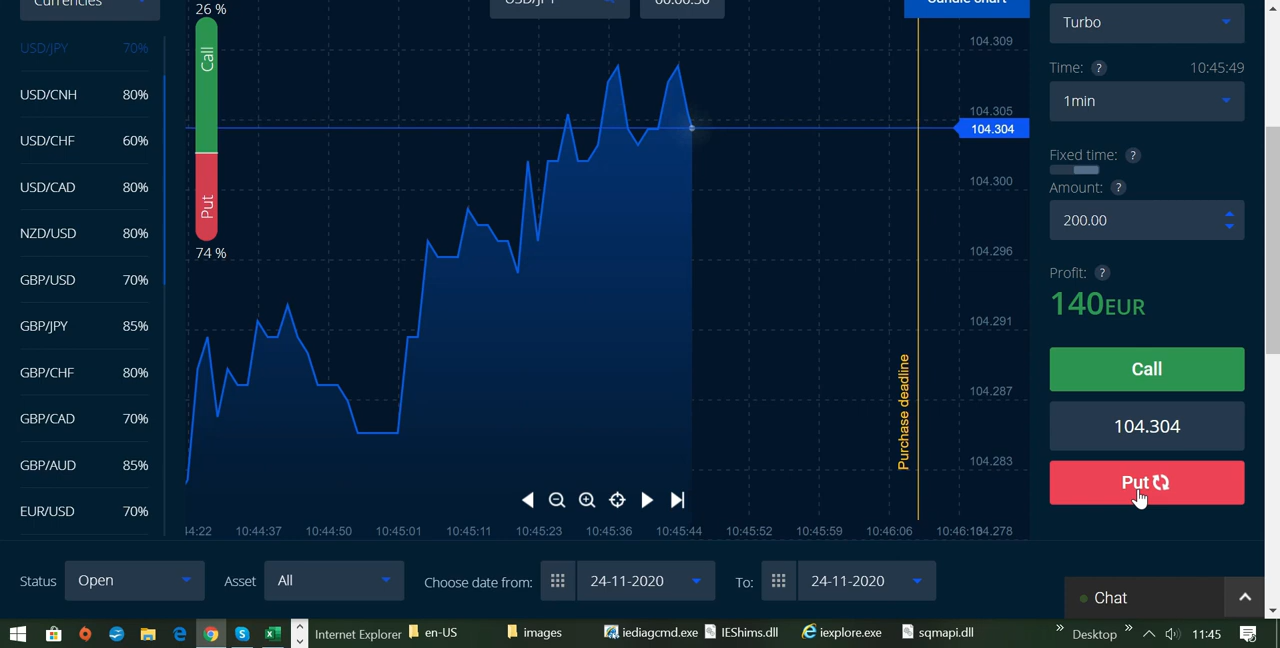 Currencies
26 %
USD/JPY
00:00:30
Candle chart
USD/JPY 70%
USD/CNH 80%
USD/CHF 60%
USD/CAD 80%
NZD/USD 80%
GBP/USD 70%
GBP/JPY 85%
GBP/CHF 80%
GBP/CAD 70%
GBP/AUD 85%
EUR/USD 70%
Call
Put
74 %
104.309
104.305
104.304
104.300
104.296
104.291
104.287
104.283
104.278
Purchase deadline
44:22 10:44:37 10:44:50 10:45:01 10:45:11 10:45:23 10:45:36 10:45:44 10:45:52 10:45:59 10:46:06
Turbo
Time: ? 10:45:49
1min
Fixed time: ?
Amount: ?
200.00
Profit: ?
140EUR
Call
104.304
Put
Status Open Asset All Choose date from: 24-11-2020 To: 24-11-2020
Chat
Internet Explorer en-US images iediagcmd.exe IEShims.dll iexplore.exe sqmapi.dll » Desktop » 11:45